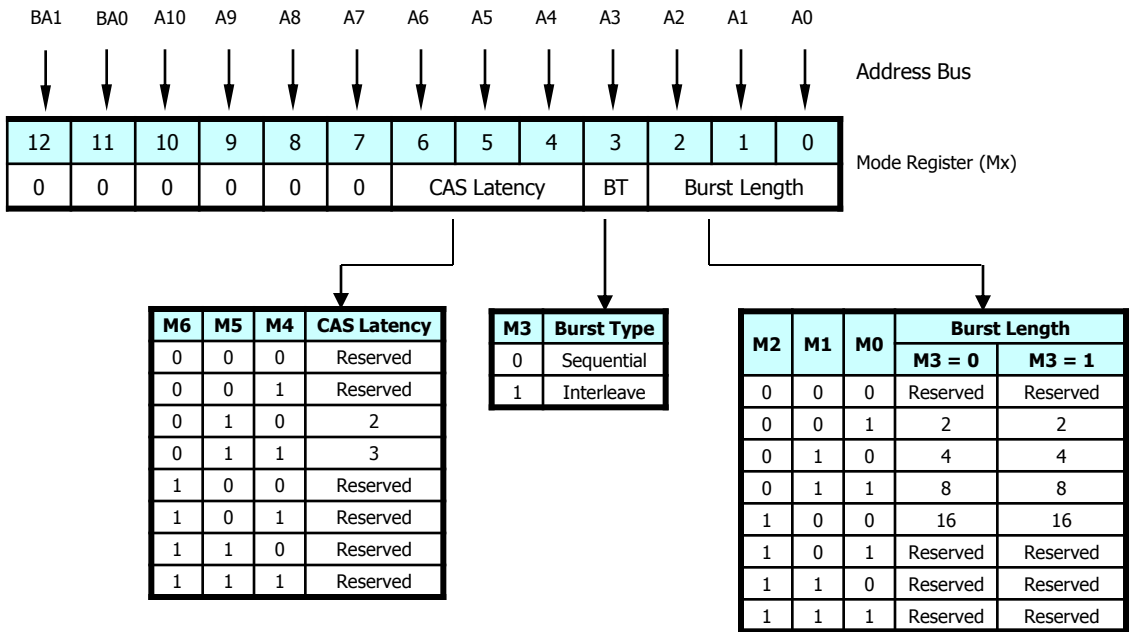 BA1 BA0 A10 A9 A8 A7 A6 A5 A4 A3 A2 A1 A0
Address Bus
12 11 10 9 8 7 6 5 4 3 2 1 0
Mode Register (Mx)
0 0 0 0 0 0 CAS Latency BT Burst Length
M6 M5 M4 CAS Latency
0 0 0 Reserved
0 0 1 Reserved
0 1 0 2
0 1 1 3
1 0 0 Reserved
1 0 1 Reserved
1 1 0 Reserved
1 1 1 Reserved
M3 Burst Type
0 Sequential
1 Interleave
M2 M1 M0 Burst Length
M3 = 0 M3 = 1
0 0 0 Reserved Reserved
0 0 1 2 2
0 1 0 4 4
0 1 1 8 8
1 0 0 16 16
1 0 1 Reserved Reserved
1 1 0 Reserved Reserved
1 1 1 Reserved Reserved